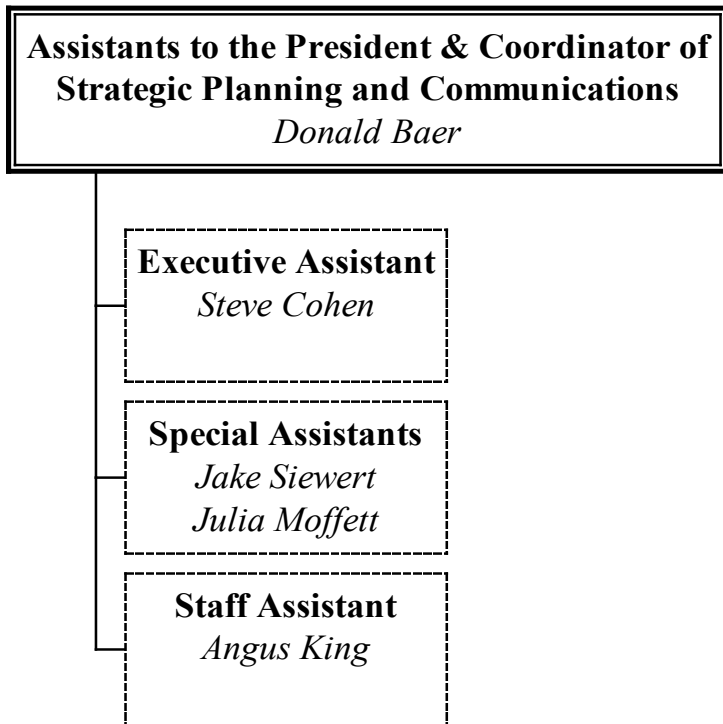 Assistants to the President & Coordinator of
Strategic Planning and Communications
Donald Baer
Executive Assistant
Steve Cohen
Special Assistants
Jake Siewert
Julia Moffett
Staff Assistant
Angus King